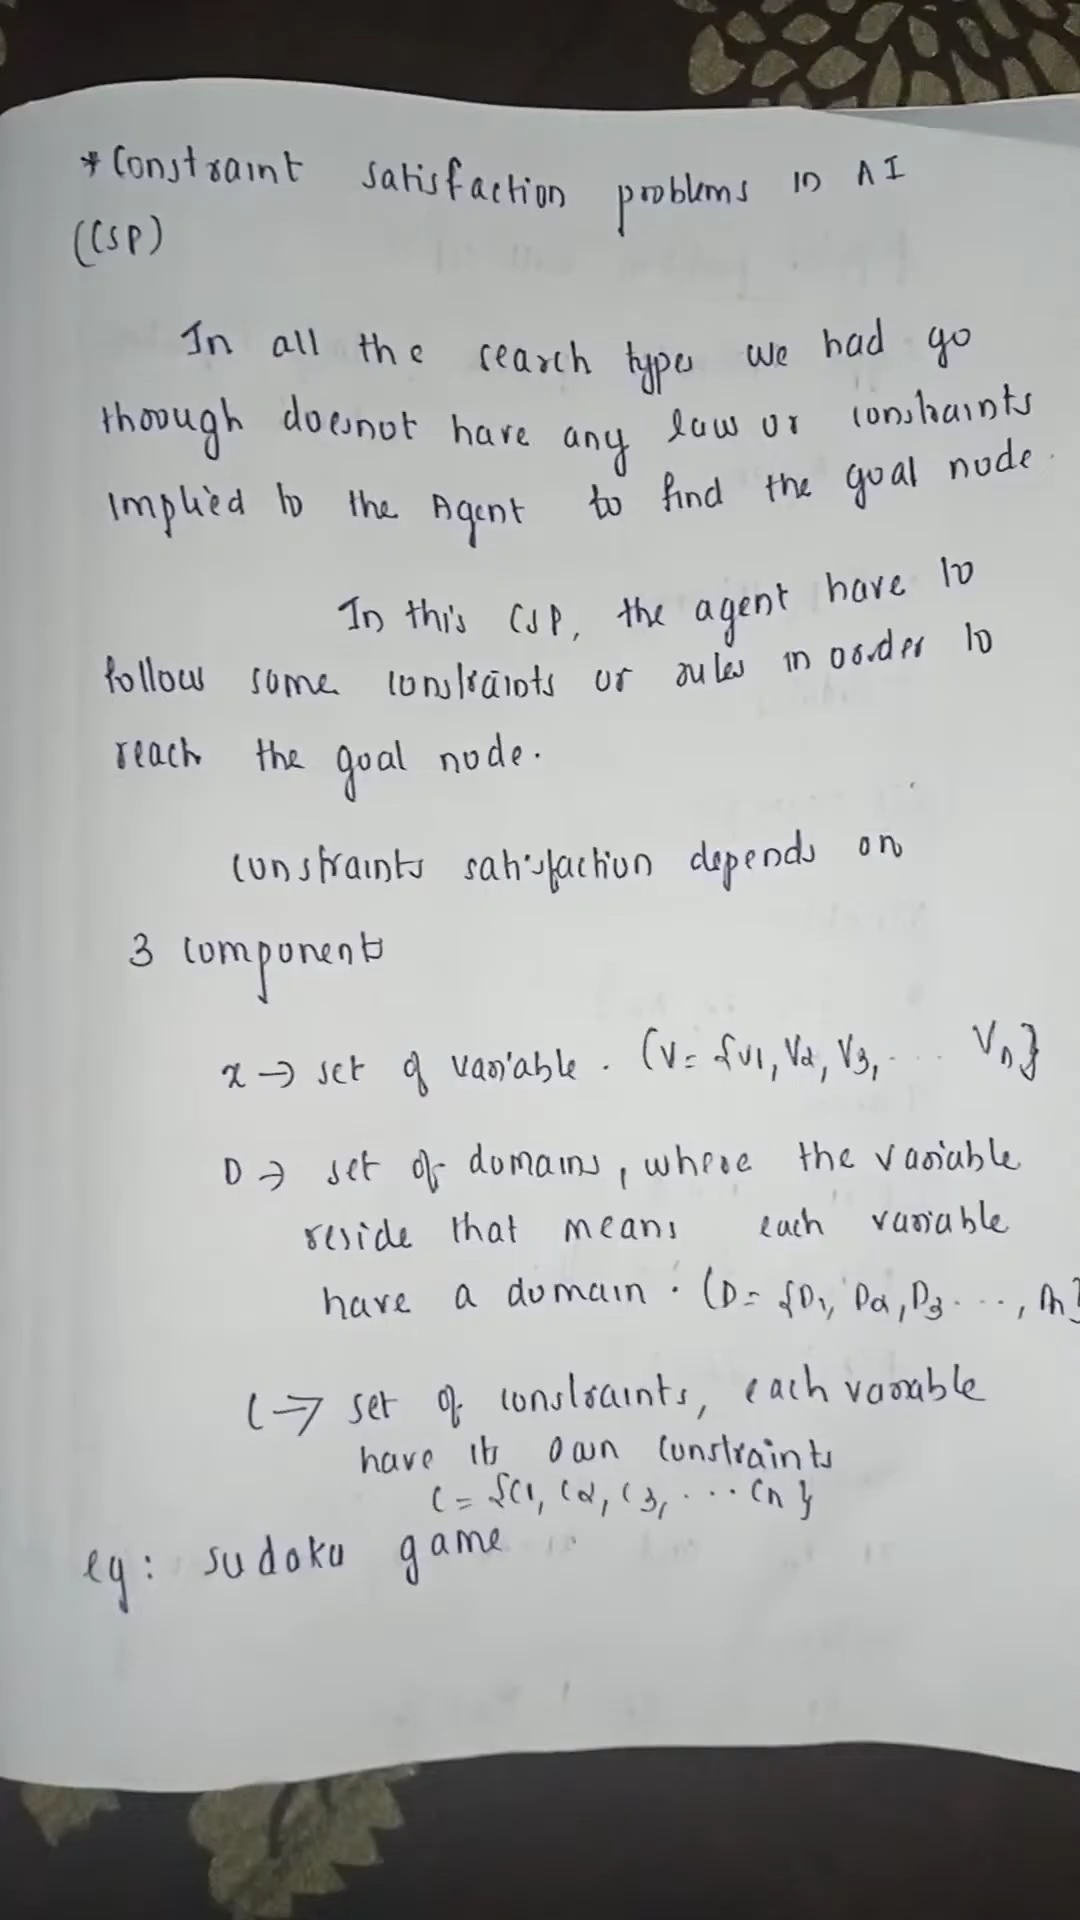 * Constraint satisfaction problems in AI
(CSP)
In all the search types we had go
through doesnot have any law or constraints
implied to the Agent to find the goal node.
In this CSP, the agent have to
follow some constraints or rules in order to
reach the goal node.
constraints satisfaction depends on
3 components
x → set of variable. (V = {V1, V2, V3, ... Vn}
D → set of domains, where the variable
reside that means each variable
have a domain. (D = {D1, D2, D3 ..., Dn}
C → set of constraints, each variable
have its own constraints
C = {C1, C2, C3, ... Cn}
eg: sudoku game